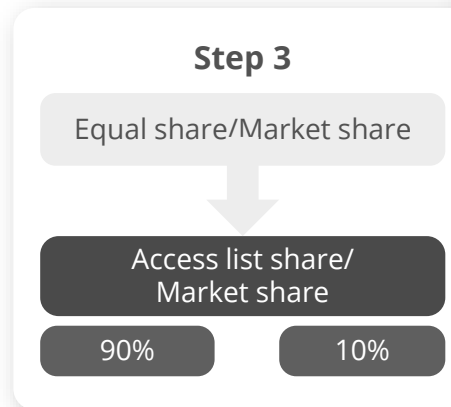 Step 3
Equal share/Market share
Access list share/
Market share
90%
10%